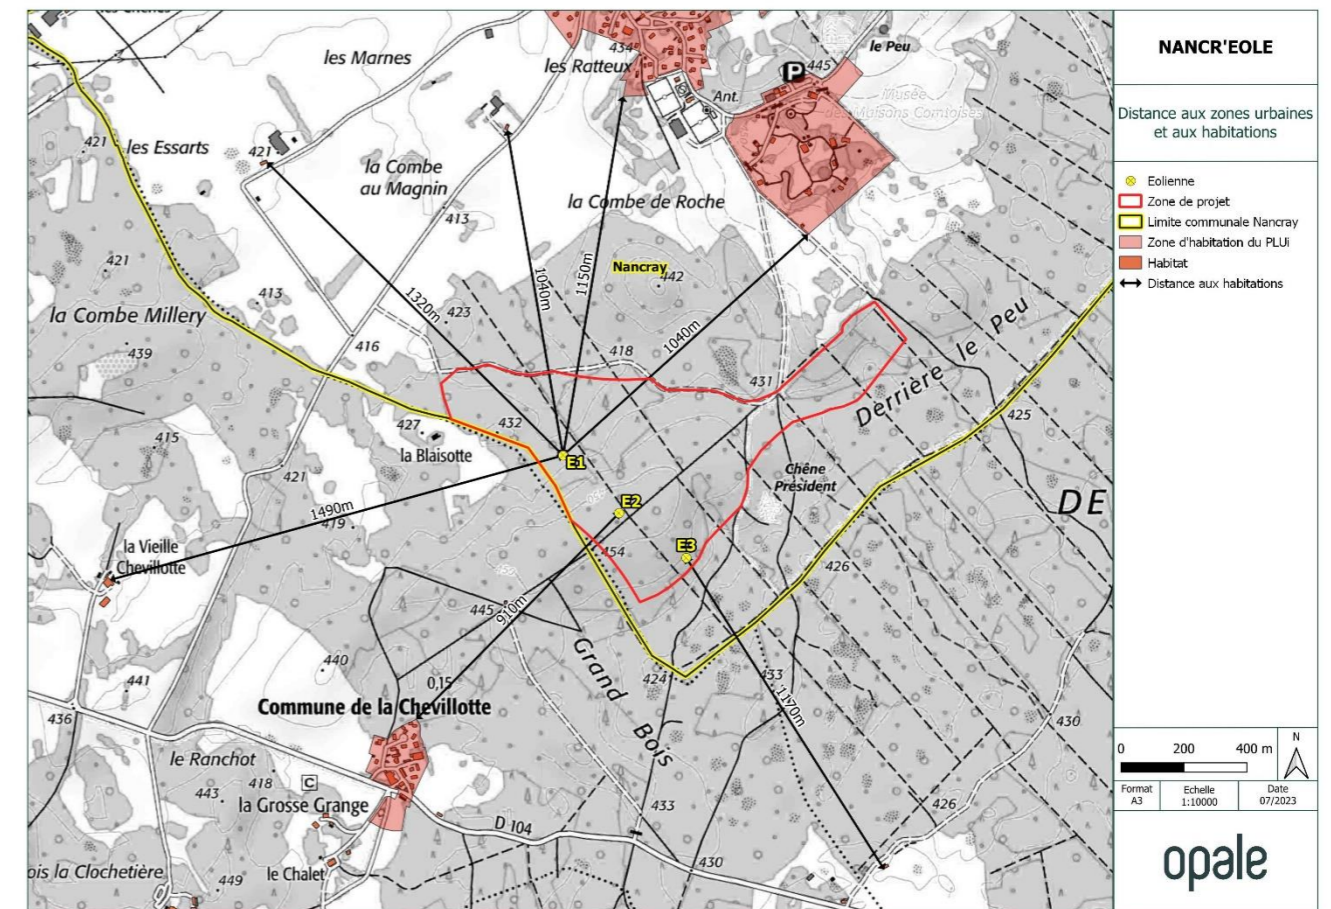 les Chênes
les Marnes
434
les Ratteux
le Peu
445
P
Ant.
Musée
des Maisons Comtoises
421
les Essarts
421
la Combe
au Magnin
413
la Combe de Roche
421
413
Nancray
442
1320m
1040m
1150m
1040m
la Combe Millery
439
416
423
418
431
Derrière le Peu
425
415
427
432
la Blaisotte
E1
421
Chêne
Président
1490m
419
E2
DE
la Vieille
Chevillotte
454
E3
426
445
910m
440
0,15
Grand Bois
424
433
1170m
441
436
Commune de la Chevillotte
430
le Ranchot
418
C
443
la Grosse Grange
433
426
D 104
430
le Chalet
ois la Clochetière
449
NANCR'EOLE
Distance aux zones urbaines
et aux habitations
Eolienne
Zone de projet
Limite communale Nancray
Zone d'habitation du PLUi
Habitat
Distance aux habitations
0 200 400 m
N
Format
A3
Echelle
1:10000
Date
07/2023
opale